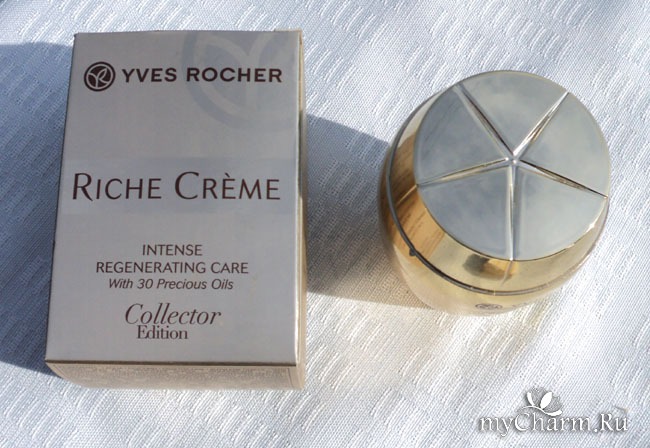 YVES ROCHER
RICHE CRÈME
INTENSE
REGENERATING CARE
With 30 Precious Oils
Collector
Edition
myCharm.Ru